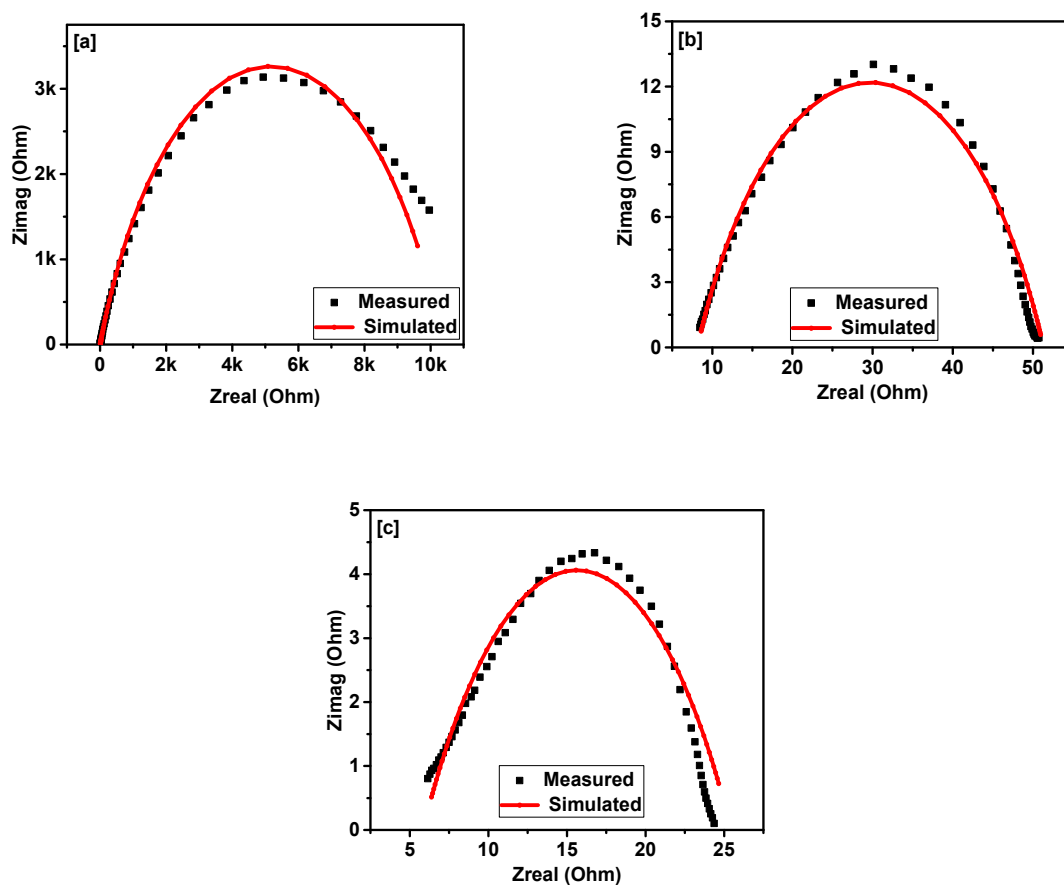 [a]
3k
2k
1k
0
Zimag (Ohm)
Measured
Simulated
0 2k 4k 6k 8k 10k
Zreal (Ohm)
[b]
15
12
9
6
3
0
Zimag (Ohm)
Measured
Simulated
10 20 30 40 50
Zreal (Ohm)
[c]
5
4
3
2
1
0
Zimag (Ohm)
Measured
Simulated
5 10 15 20 25
Zreal (Ohm)